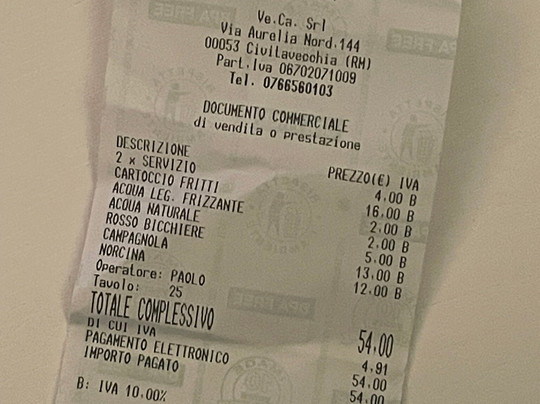 Ve.Ca. Srl
Via Aurelia Nord.144
00053 Civitavecchia (RM)
Part.Iva 06702071009
Tel. 0766560103
DOCUMENTO COMMERCIALE
di vendita o prestazione
DESCRIZIONE PREZZO(€) IVA
2 x SERVIZIO 4,00 B
CARTOCCIO FRITTI 16,00 B
ACQUA LEG. FRIZZANTE 2,00 B
ACQUA NATURALE 2,00 B
ROSSO BICCHIERE 5,00 B
CAMPAGNOLA 13,00 B
NORCINA 12,00 B
Operatore: PAOLO
Tavolo: 25
TOTALE COMPLESSIVO 54,00
DI CUI IVA 4,91
PAGAMENTO ELETTRONICO 54,00
IMPORTO PAGATO 54,00
B: IVA 10,00%